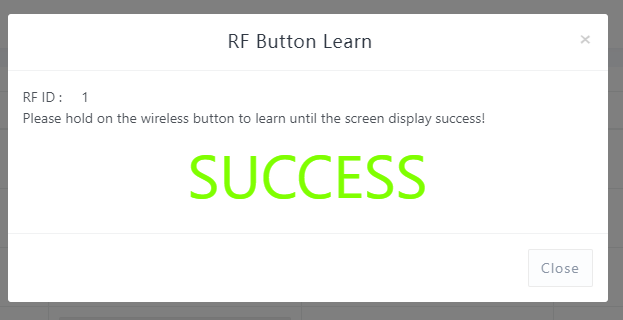 RF Button Learn
×
RF ID : 1
Please hold on the wireless button to learn until the screen display success!
SUCCESS
Close